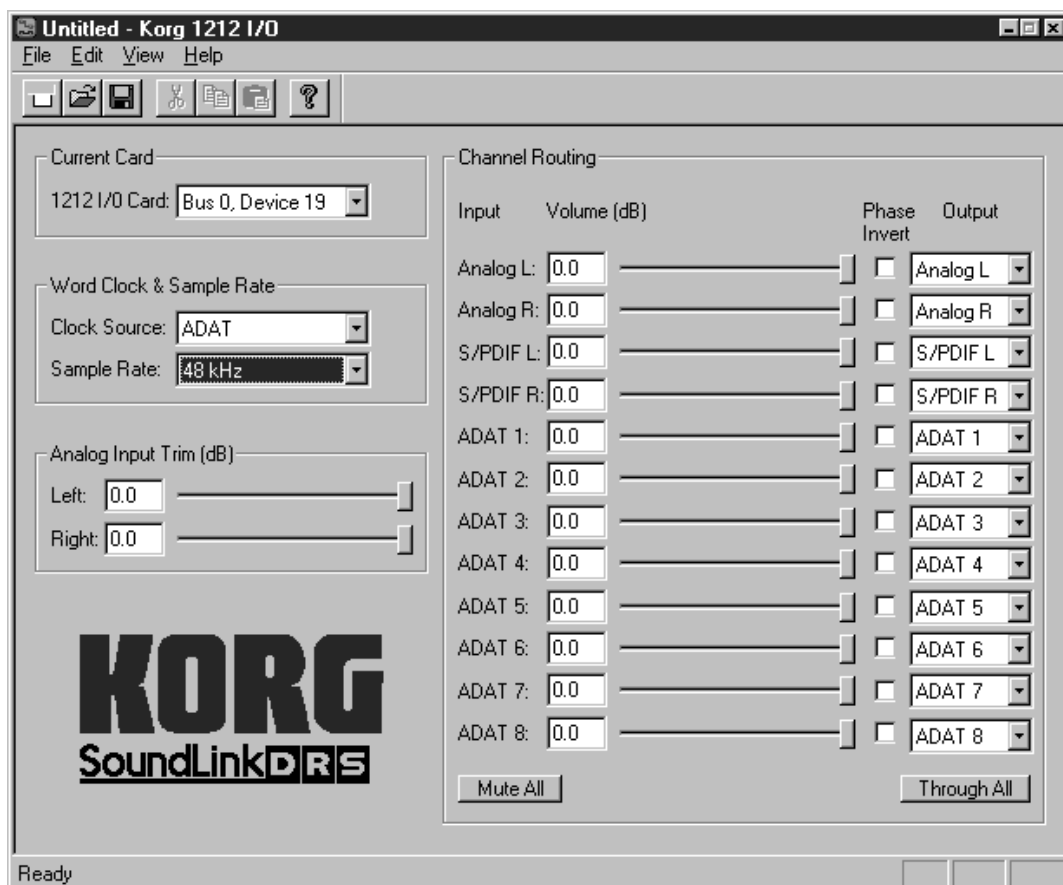 Untitled - Korg 1212 I/O
File Edit View Help
Current Card
1212 I/O Card: Bus 0, Device 19
Word Clock & Sample Rate
Clock Source: ADAT
Sample Rate: 48 kHz
Analog Input Trim (dB)
Left: 0.0
Right: 0.0
KORG
SoundLink DRS
Channel Routing
Input Volume (dB) Phase Invert Output
Analog L: 0.0 Analog L
Analog R: 0.0 Analog R
S/PDIF L: 0.0 S/PDIF L
S/PDIF R: 0.0 S/PDIF R
ADAT 1: 0.0 ADAT 1
ADAT 2: 0.0 ADAT 2
ADAT 3: 0.0 ADAT 3
ADAT 4: 0.0 ADAT 4
ADAT 5: 0.0 ADAT 5
ADAT 6: 0.0 ADAT 6
ADAT 7: 0.0 ADAT 7
ADAT 8: 0.0 ADAT 8
Mute All Through All
Ready